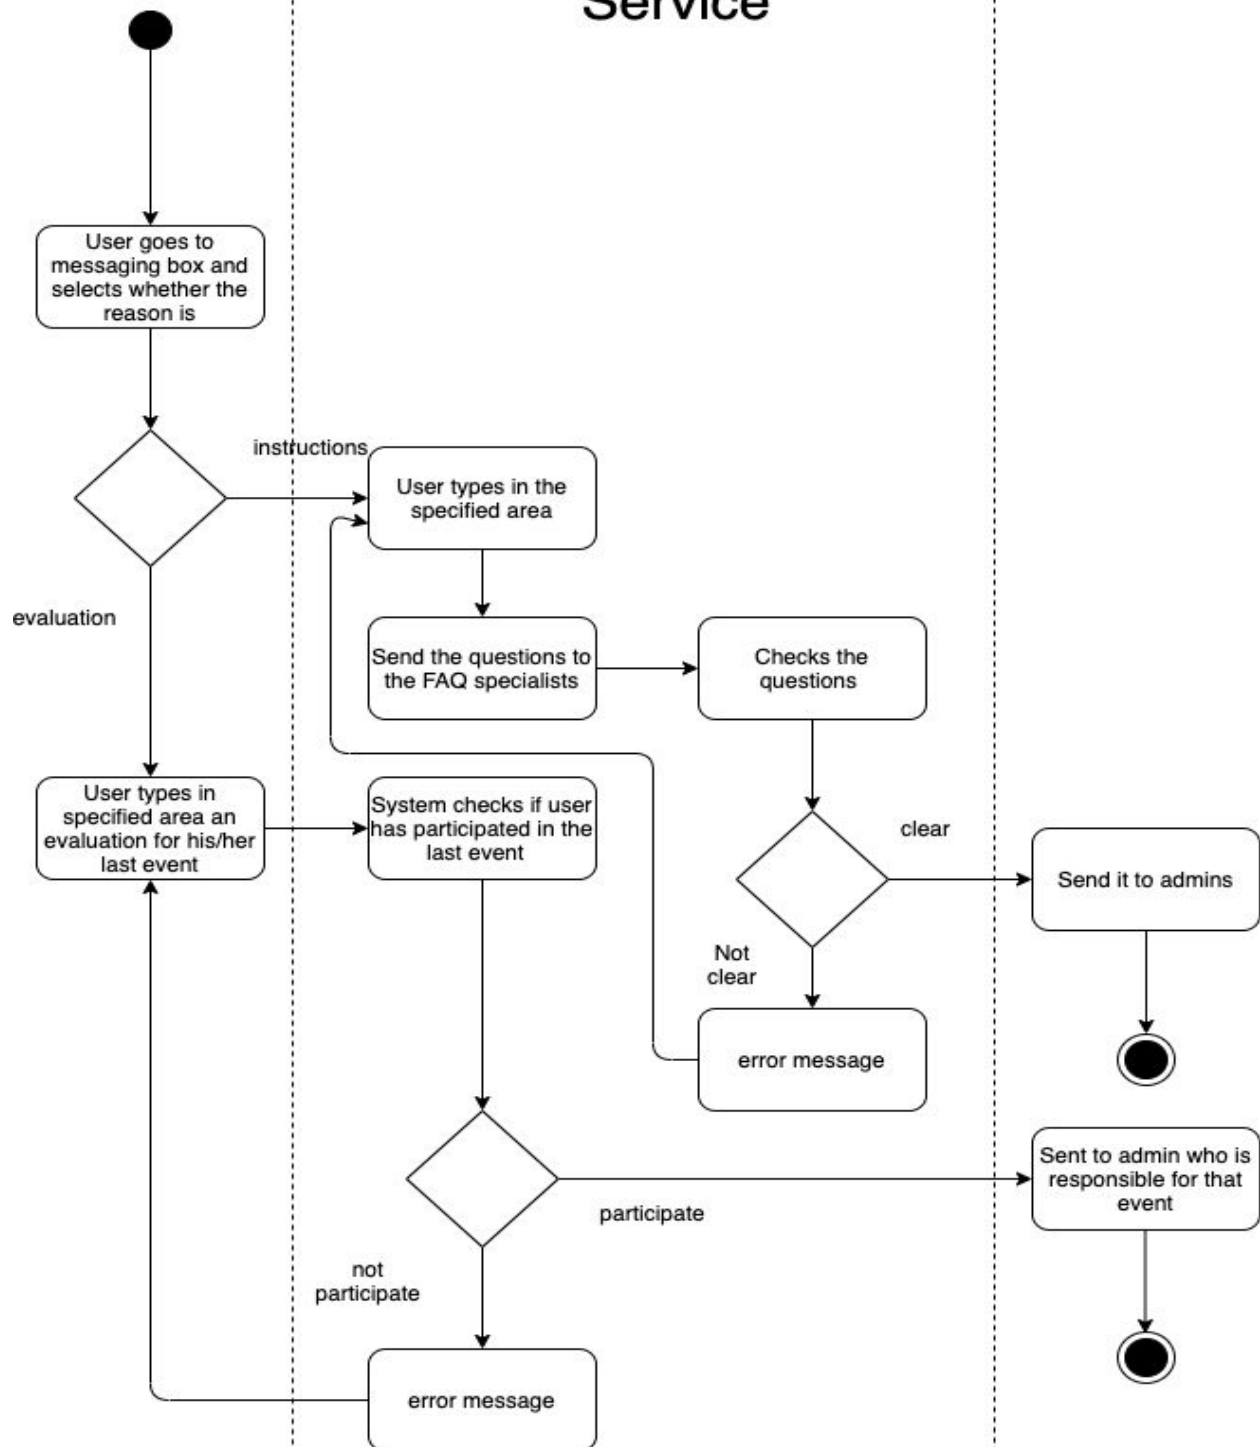 Service
User goes to
messaging box and
selects whether the
reason is
instructions
User types in the
specified area
evaluation
Send the questions to
the FAQ specialists
Checks the
questions
User types in
specified area an
evaluation for his/her
last event
System checks if user
has participated in the
last event
clear
Send it to admins
Not
clear
error message
Sent to admin who is
responsible for that
event
participate
not
participate
error message